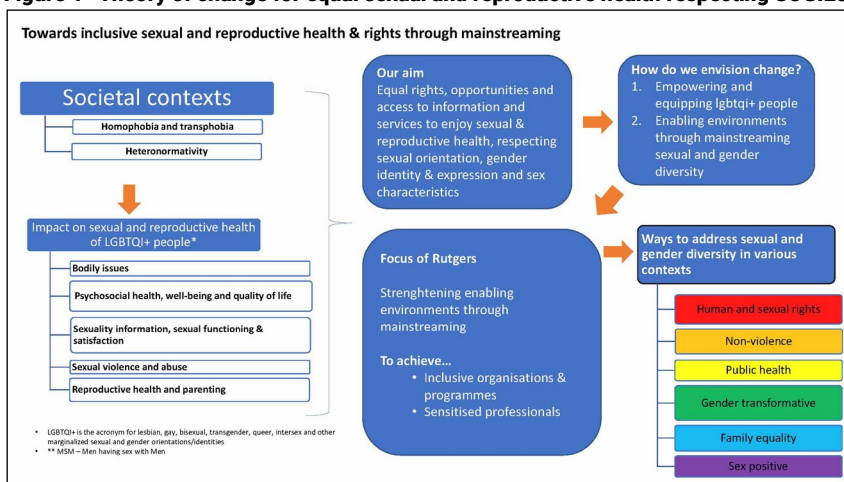 Towards inclusive sexual and reproductive health & rights through mainstreaming
Societal contexts
Homophobia and transphobia
Heteronormativity
Impact on sexual and reproductive health
of LGBTQI+ people*
Bodily issues
Psychosocial health, well-being and quality of life
Sexuality information, sexual functioning &
satisfaction
Sexual violence and abuse
Reproductive health and parenting
• LGBTQI+ is the acronym for lesbian, gay, bisexual, transgender, queer, intersex and other
marginalized sexual and gender orientations/identities
• ** MSM – Men having sex with Men
Our aim
Equal rights, opportunities and
access to information and
services to enjoy sexual &
reproductive health, respecting
sexual orientation, gender
identity & expression and sex
characteristics
How do we envision change?
1. Empowering and
equipping lgbtqi+ people
2. Enabling environments
through mainstreaming
sexual and gender
diversity
Focus of Rutgers
Strenghtening enabling
environments through
mainstreaming
To achieve...
• Inclusive organisations &
programmes
• Sensitised professionals
Ways to address sexual and
gender diversity in various
contexts
Human and sexual rights
Non-violence
Public health
Gender transformative
Family equality
Sex positive